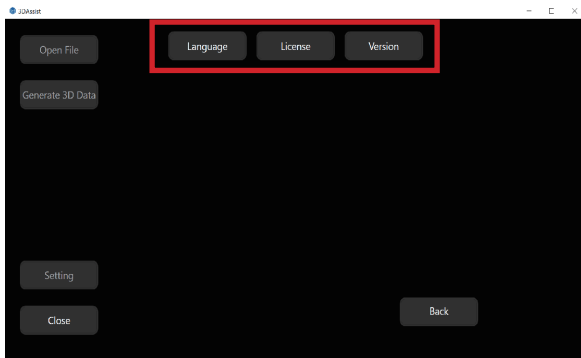 3DAssist
Open File
Language License Version
Generate 3D Data
Setting
Close
Back